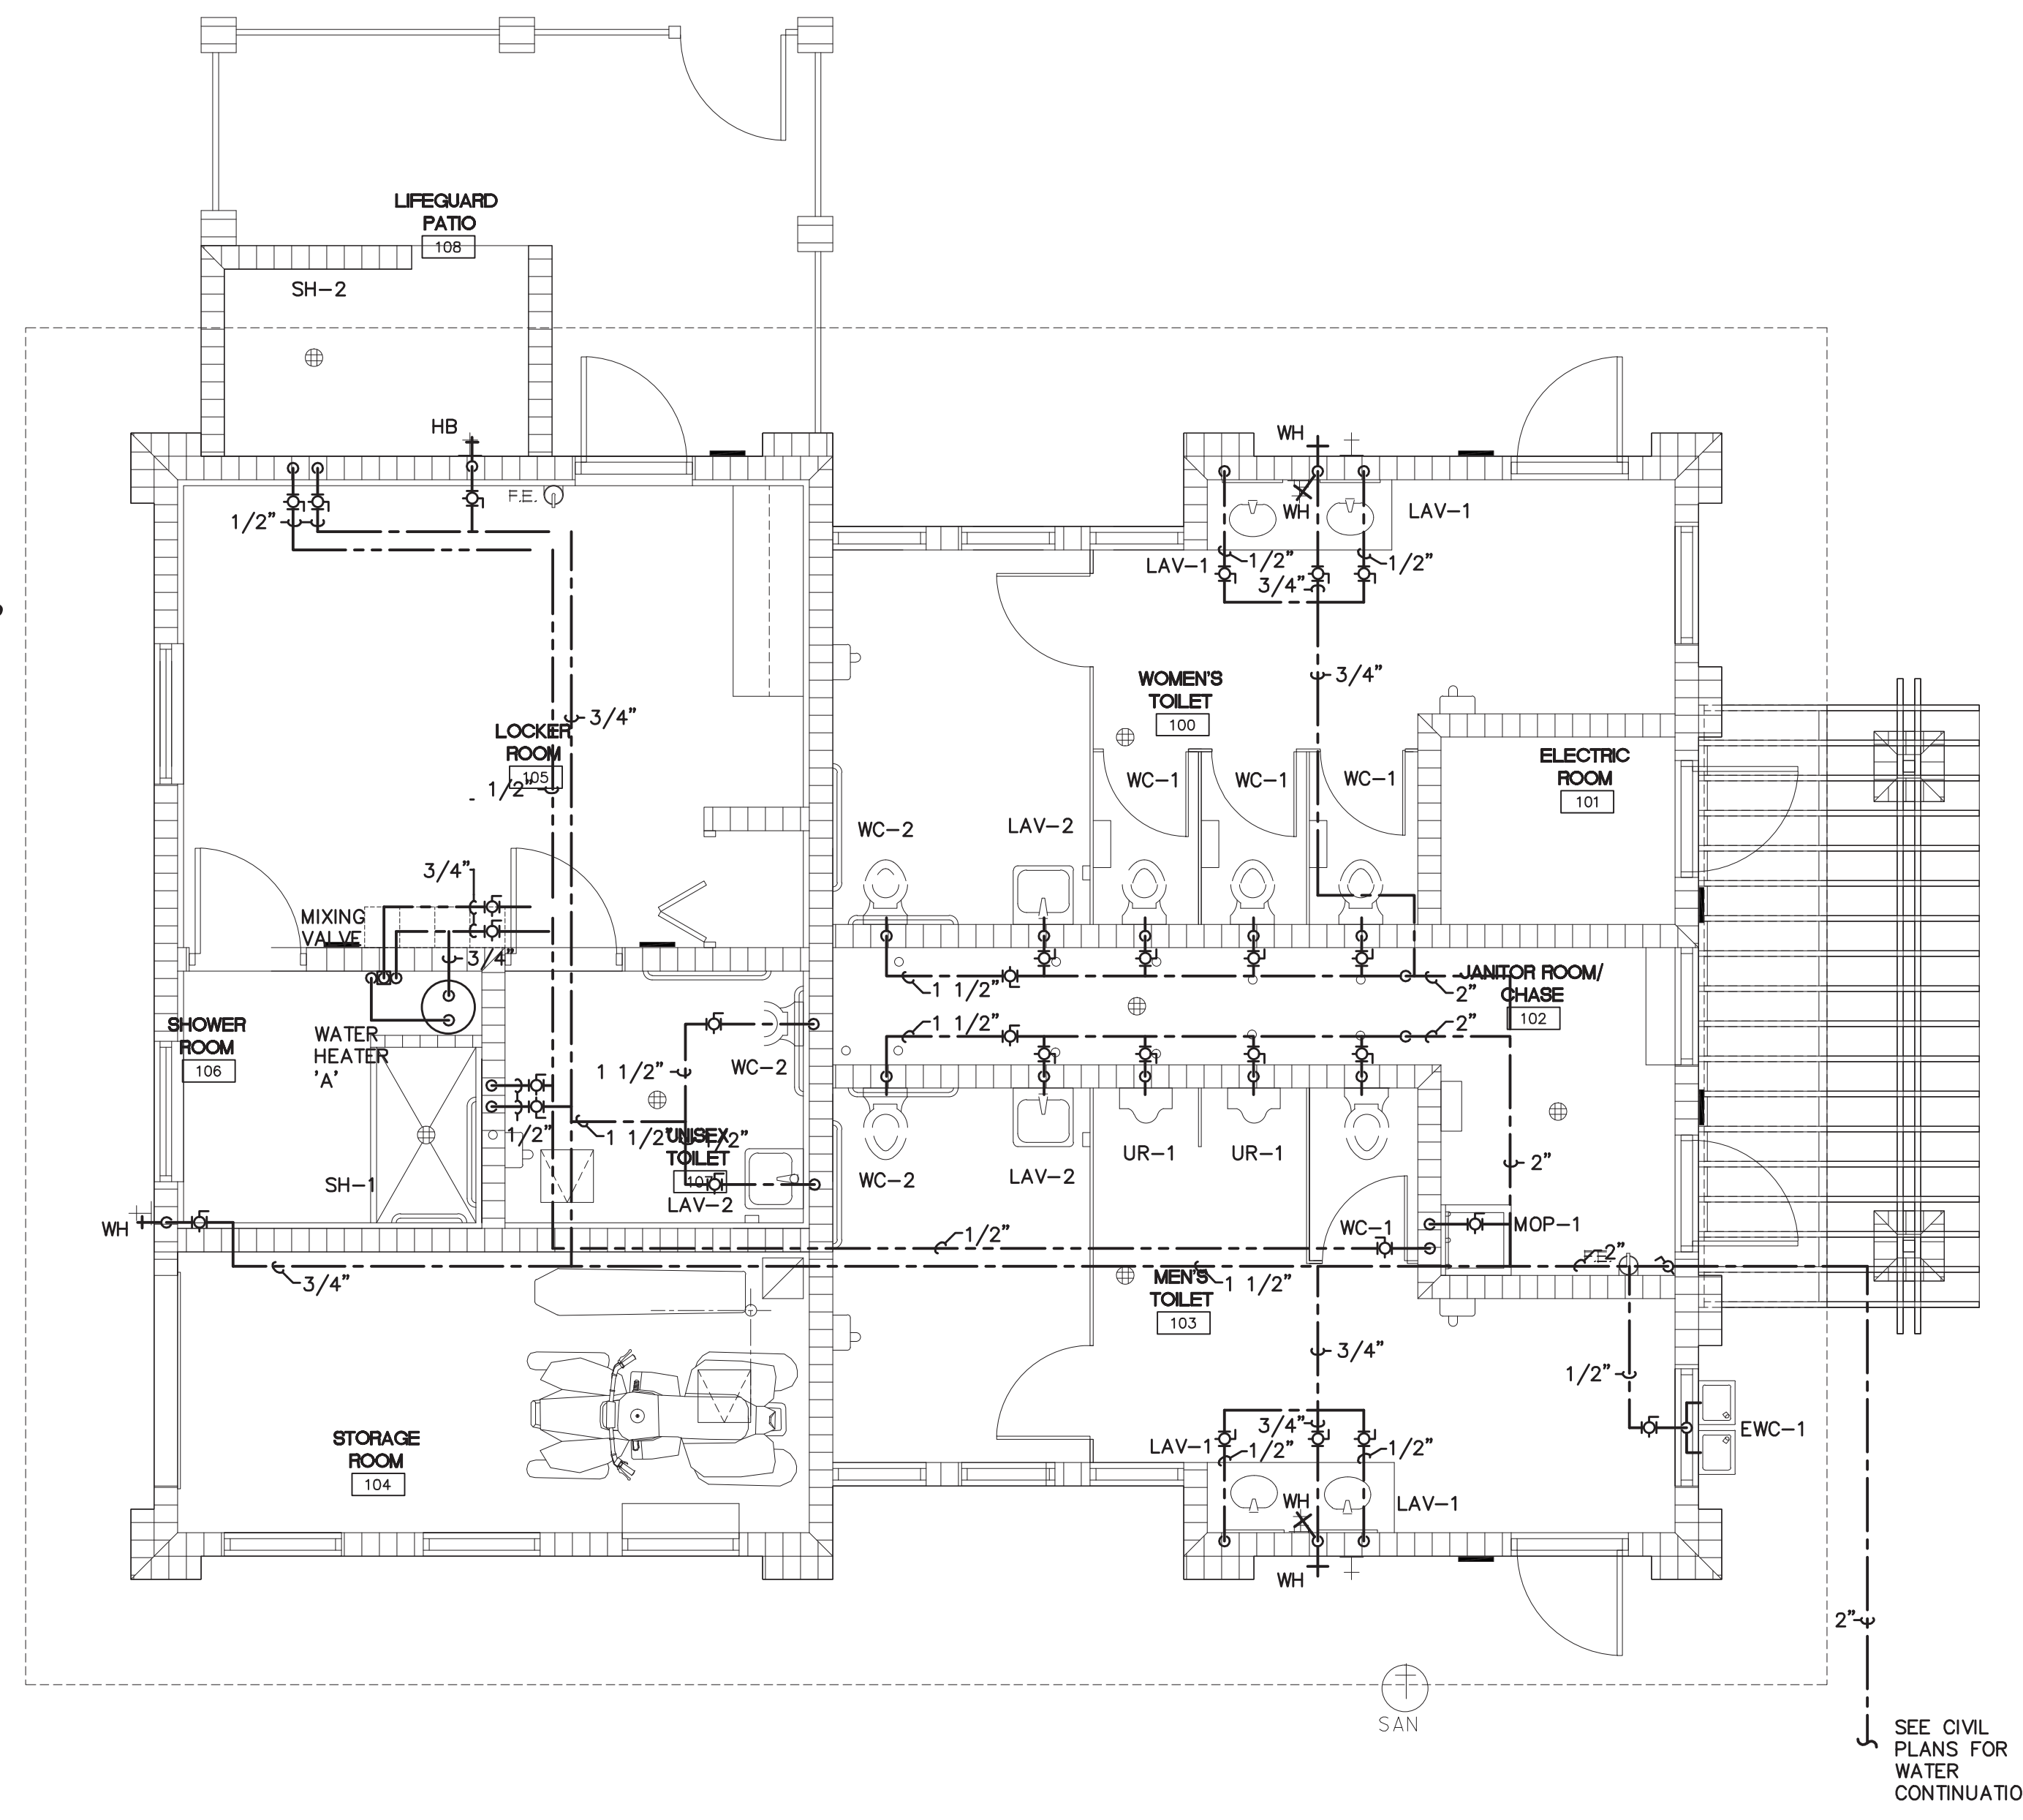 LIFEGUARD
PATIO
108
SH-2
HB
F.E.
1/2"
WH
WH
LAV-1
LAV-1
1/2"
1/2"
3/4"
3/4"
WOMEN'S
TOILET
100
3/4"
LOCKER
ROOM
105
1/2"
ELECTRIC
ROOM
101
WC-1
WC-1
WC-1
WC-2
LAV-2
3/4"
MIXING
VALVE
3/4"
JANITOR ROOM/
CHASE
102
1 1/2"
2"
1 1/2"
2"
SHOWER
ROOM
106
WATER
HEATER
'A'
1 1/2"
WC-2
1/2"
1 1/2"
1/2"
UNISEX
TOILET
107
LAV-2
SH-1
WC-2
LAV-2
UR-1
UR-1
2"
WH
1/2"
WC-1
MOP-1
3/4"
1 1/2"
2"
F.E.
MEN'S
TOILET
103
3/4"
1/2"
STORAGE
ROOM
104
LAV-1
3/4"
1/2"
1/2"
EWC-1
LAV-1
WH
WH
2"
SAN
SEE CIVIL
PLANS FOR
WATER
CONTINUATIO